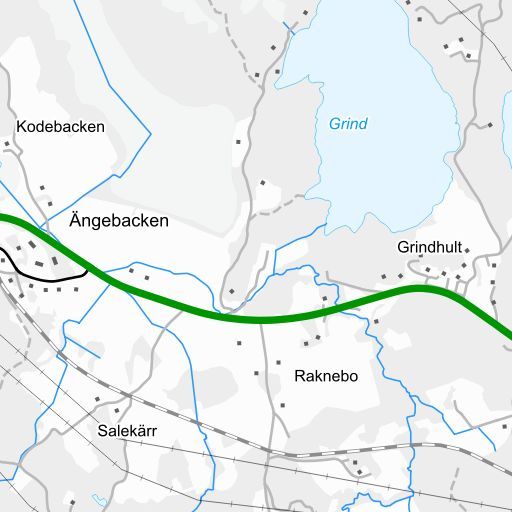 Grind
Kodebacken
Ängebacken
Grindhult
Raknebo
Salekärr